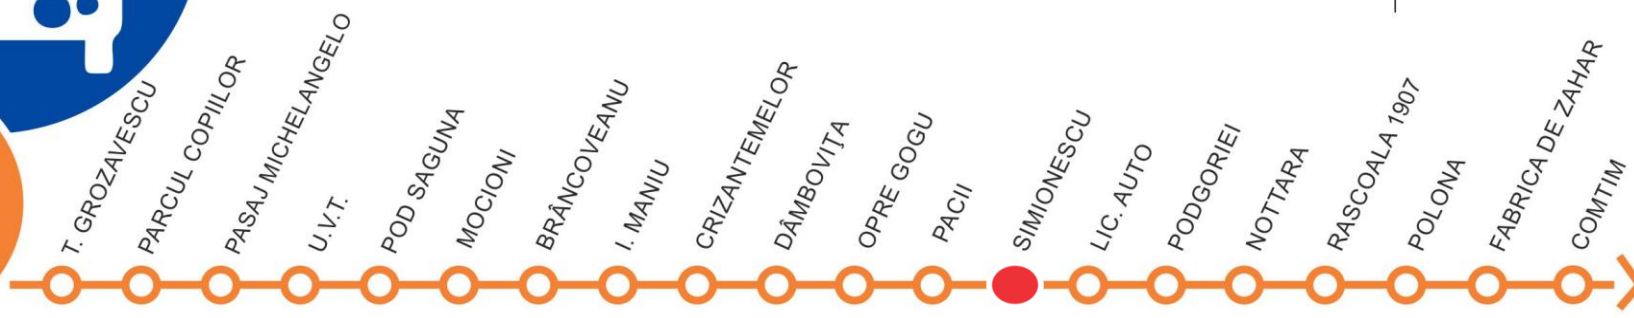 T. GROZAVESCU
PARCUL COPIILOR
PASAJ MICHELANGELO
U.V.T.
POD SAGUNA
MOCIONI
BRÂNCOVEANU
I. MANIU
CRIZANTEMELOR
DÂMBOVIȚA
OPRE GOGU
PACII
SIMIONESCU
LIC. AUTO
PODGORIEI
NOTTARA
RASCOALA 1907
POLONA
FABRICA DE ZAHAR
COMTIM